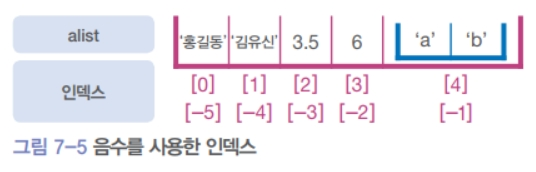 alist ‘홍길동’ ‘김유신’ 3.5 6 ‘a’ ‘b’
인덱스 [0] [1] [2] [3] [4]
[–5] [–4] [–3] [–2] [–1]
그림 7–5 음수를 사용한 인덱스